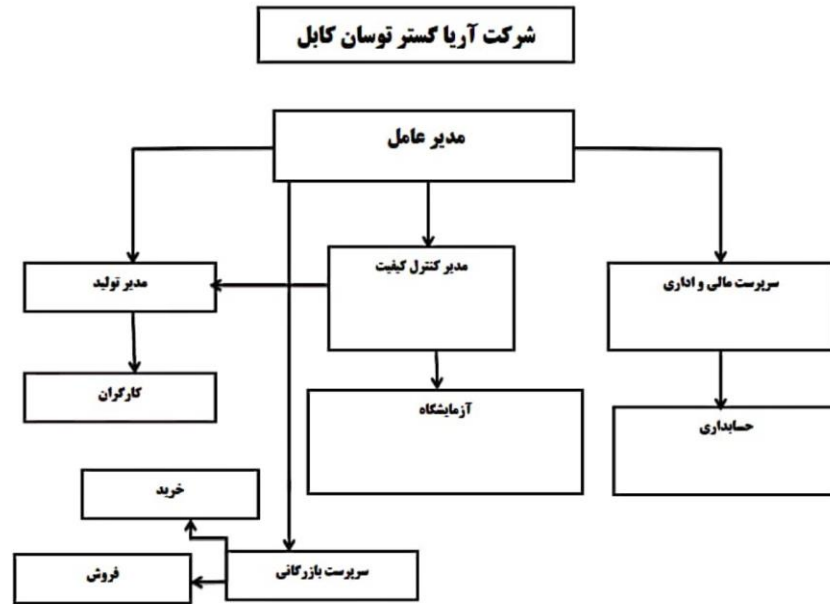 شرکت آریا گستر توسان کابل
مدیر عامل
مدیر تولید
مدیر کنترل کیفیت
سرپرست مالی و اداری
کارگران
آزمایشگاه
حسابداری
خرید
سرپرست بازرگانی
فروش